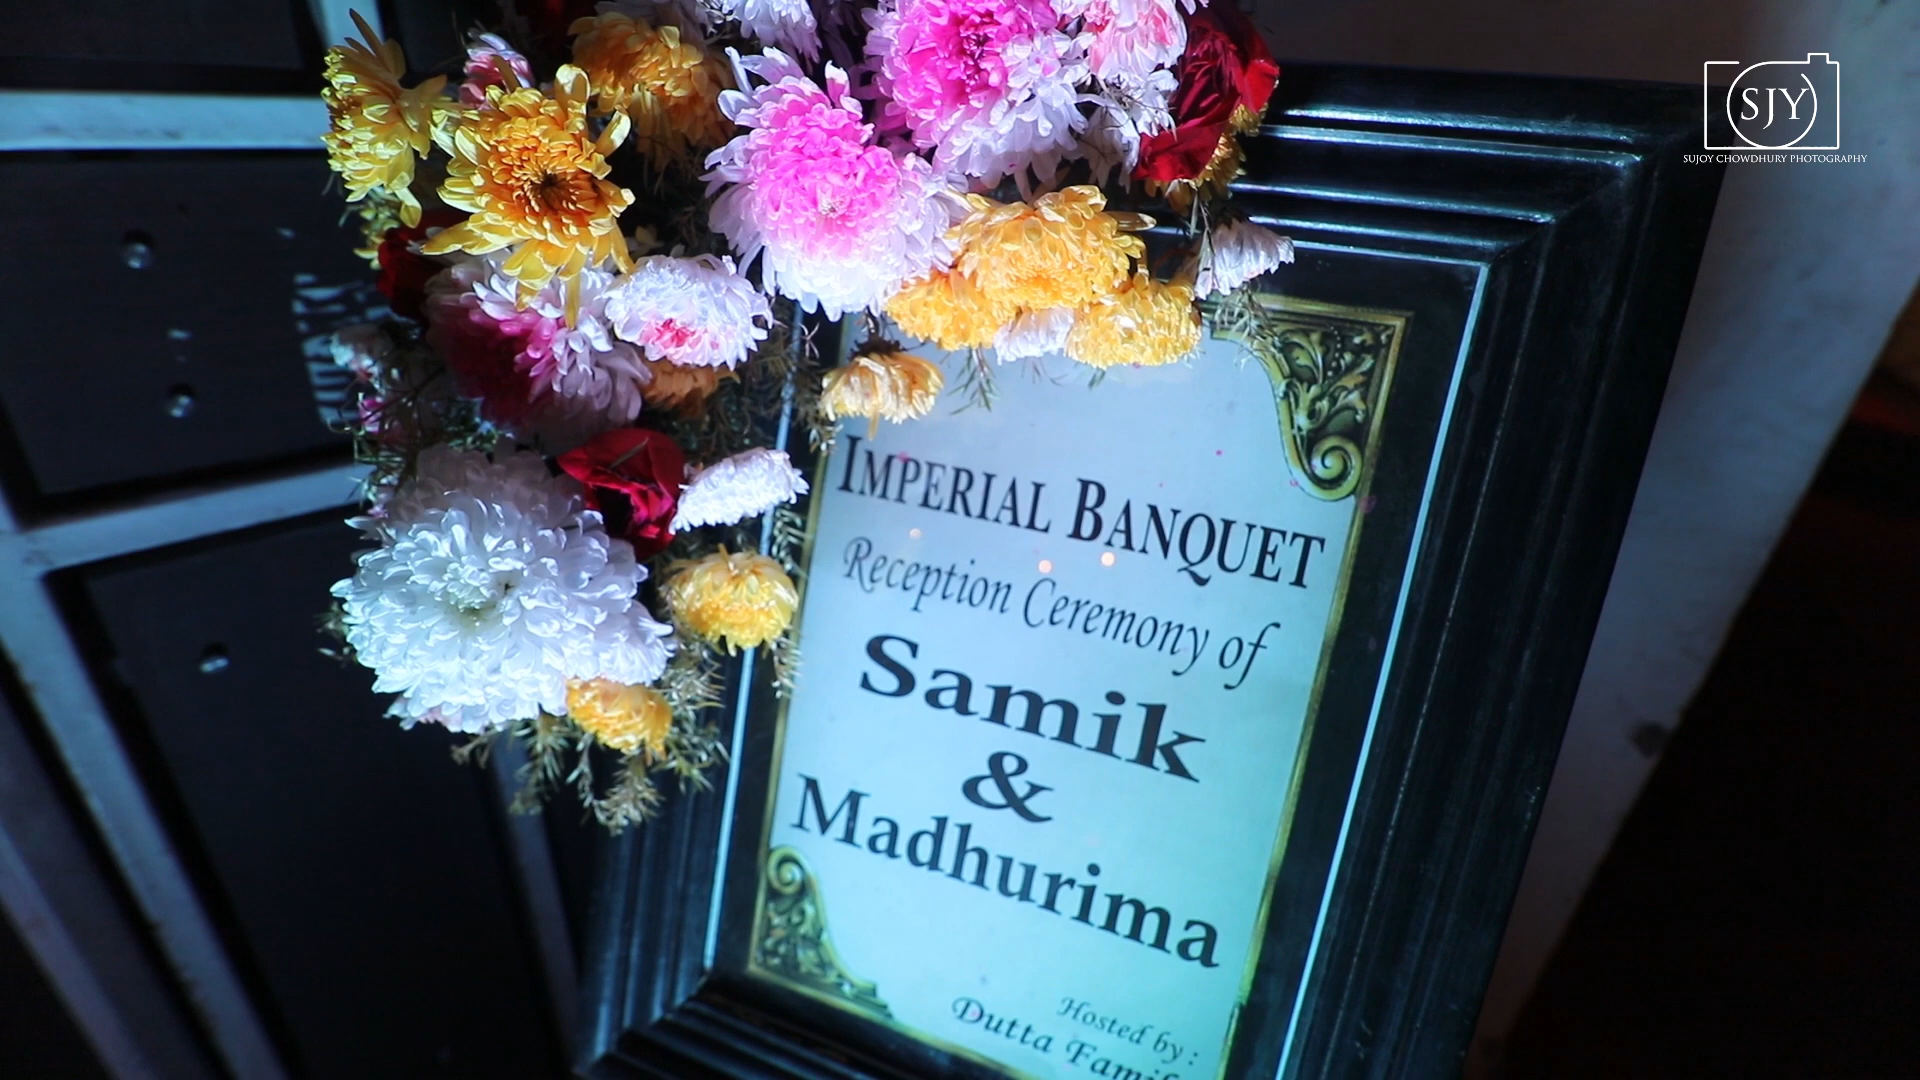 SJY
SUJOY CHOWDHURY PHOTOGRAPHY
IMPERIAL BANQUET
Reception Ceremony of
Samik
&
Madhurima
Hosted by :
Dutta